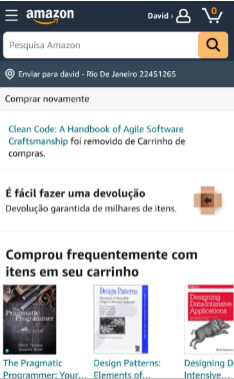 amazon
David ›
0
Pesquisa Amazon
Enviar para david - Rio De Janeiro 22451265
Comprar novamente
Clean Code: A Handbook of Agile Software
Craftsmanship foi removido de Carrinho de
compras.
É fácil fazer uma devolução
Devolução garantida de milhares de itens.
Comprou frequentemente com
itens em seu carrinho
Pragmatic
Programmer
Design Patterns
Designing
Data-Intensive
Applications
The Pragmatic
Programmer: Your...
Design Patterns:
Elements of...
Designing D
Intensive...